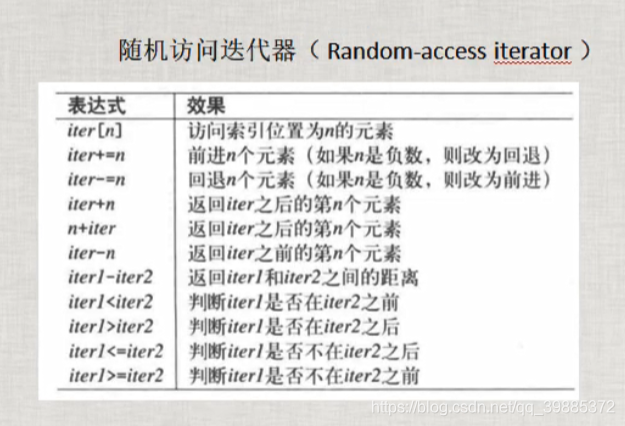 随机访问迭代器（Random-access iterator）
表达式 效果
iter[n] 访问索引位置为n的元素
iter+=n 前进n个元素（如果n是负数，则改为回退）
iter-=n 回退n个元素（如果n是负数，则改为前进）
iter+n 返回iter之后的第n个元素
n+iter 返回iter之后的第n个元素
iter-n 返回iter之前的第n个元素
iter1-iter2 返回iter1和iter2之间的距离
iter1<iter2 判断iter1是否在iter2之前
iter1>iter2 判断iter1是否在iter2之后
iter1<=iter2 判断iter1是否不在iter2之后
iter1>=iter2 判断iter1是否不在iter2之前
https://blog.csdn.net/qq_39885372